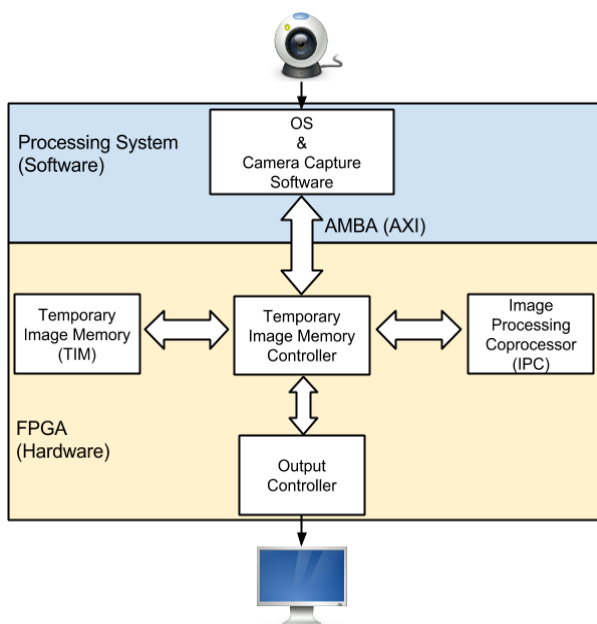 OS
&
Camera Capture
Software
Processing System
(Software)
AMBA (AXI)
Temporary
Image Memory
(TIM)
Temporary
Image Memory
Controller
Image
Processing
Coprocessor
(IPC)
FPGA
(Hardware)
Output
Controller